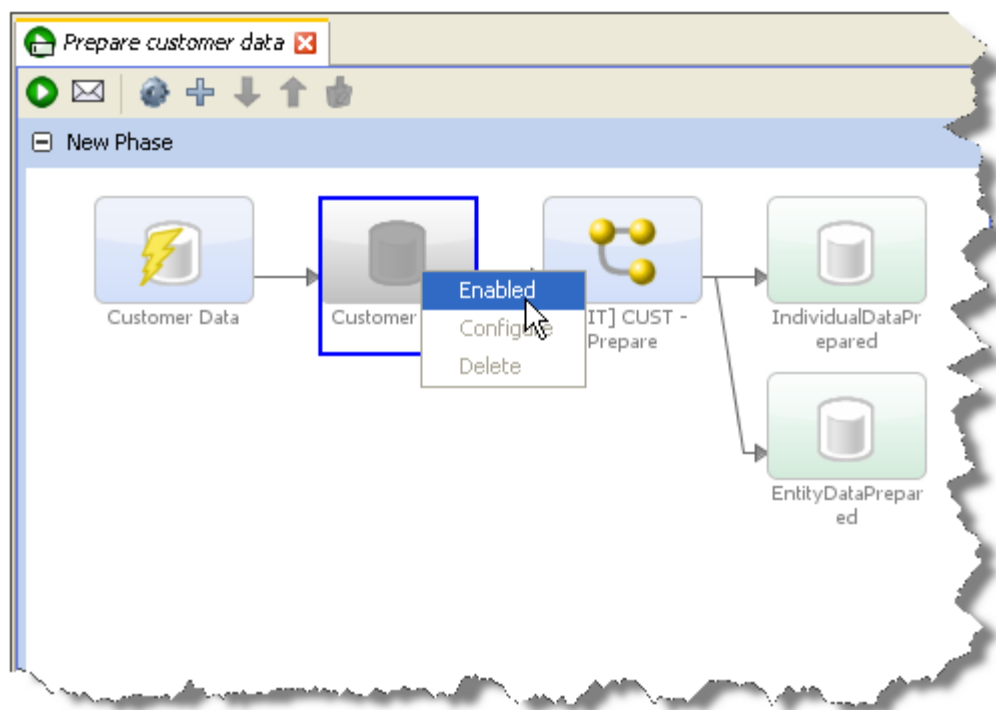 Prepare customer data
New Phase
Customer Data
Customer
Enabled
Configure
Delete
IT] CUST -
Prepare
IndividualDataPr
epared
EntityDataPrepar
ed